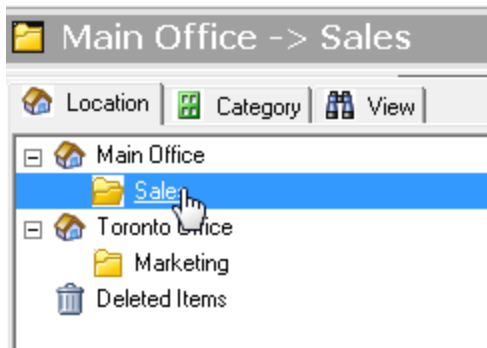 Main Office -> Sales
Location Category View
Main Office
Sales
Toronto Office
Marketing
Deleted Items